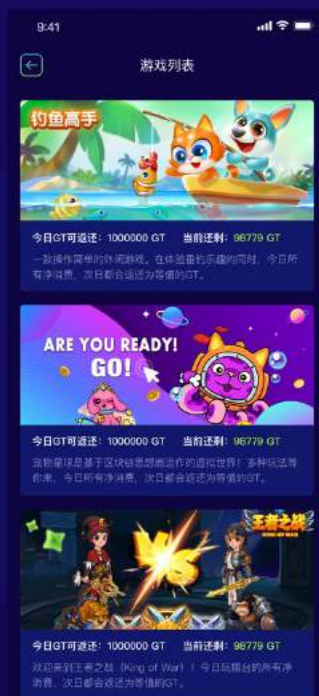 9:41
游戏列表
钓鱼高手
今日GT可返还：1000000 GT 当前还剩：98779 GT
一款操作简单的休闲游戏。在体验垂钓乐趣的同时，今日所
有净消费，次日都会返还为等值的GT。
ARE YOU READY!
GO!
今日GT可返还：1000000 GT 当前还剩：98779 GT
宠物星球是基于区块链思想而运作的虚拟世界！多种玩法等
你来，今日所有净消费，次日都会返还为等值的GT。
王者之战
KING OF WAR
VS
今日GT可返还：1000000 GT 当前还剩：98779 GT
欢迎来到王者之战（King of War）！今日玩擂台的所有净
消费，次日都会返还为等值的GT。